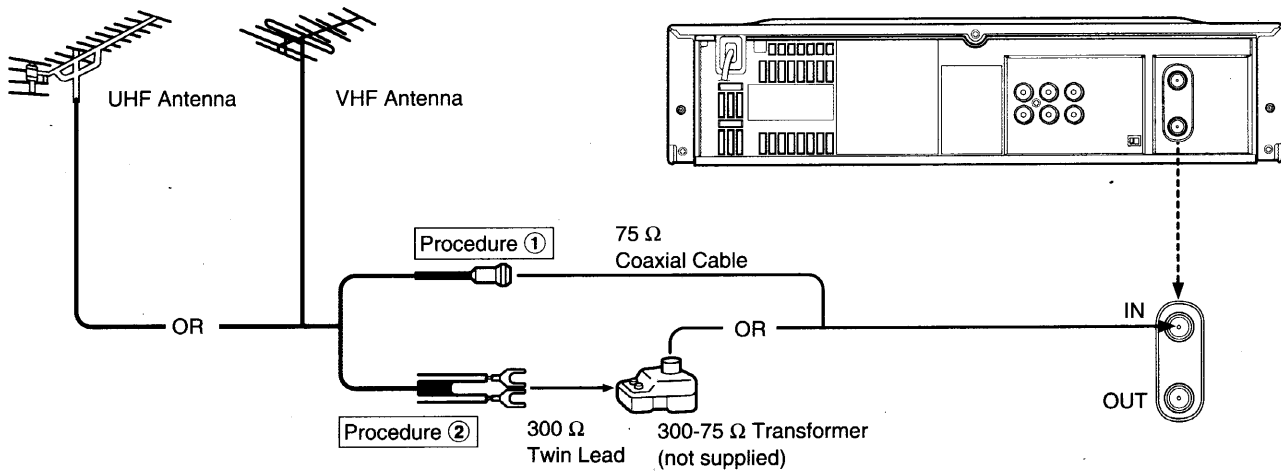 UHF Antenna
VHF Antenna
Procedure ①
75 Ω
Coaxial Cable
OR
OR
IN
OUT
Procedure ②
300 Ω
Twin Lead
300-75 Ω Transformer
(not supplied)